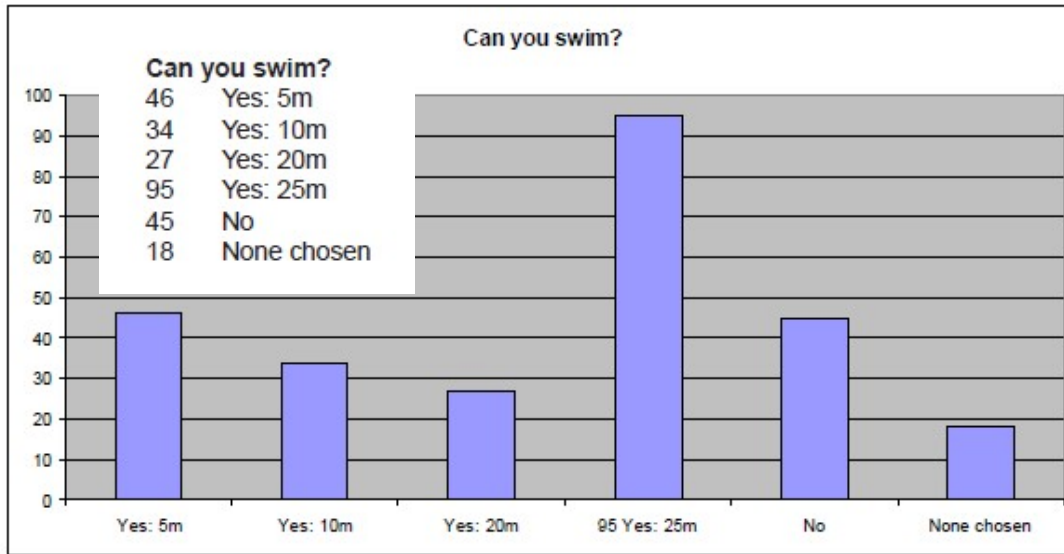 Can you swim?
Can you swim?
46 Yes: 5m
34 Yes: 10m
27 Yes: 20m
95 Yes: 25m
45 No
18 None chosen
100
90
80
70
60
50
40
30
20
10
0
Yes: 5m Yes: 10m Yes: 20m 95 Yes: 25m No None chosen